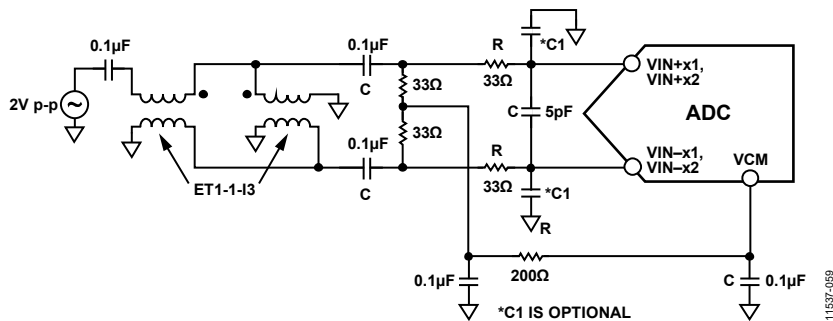 0.1µF
2V p-p
ET1-1-I3
0.1µF
C
33Ω
33Ω
0.1µF
C
R
33Ω
*C1
C
5pF
R
33Ω
*C1
R
VIN+x1,
VIN+x2
ADC
VIN–x1,
VIN–x2
VCM
0.1µF
200Ω
C
0.1µF
*C1 IS OPTIONAL
11537-059